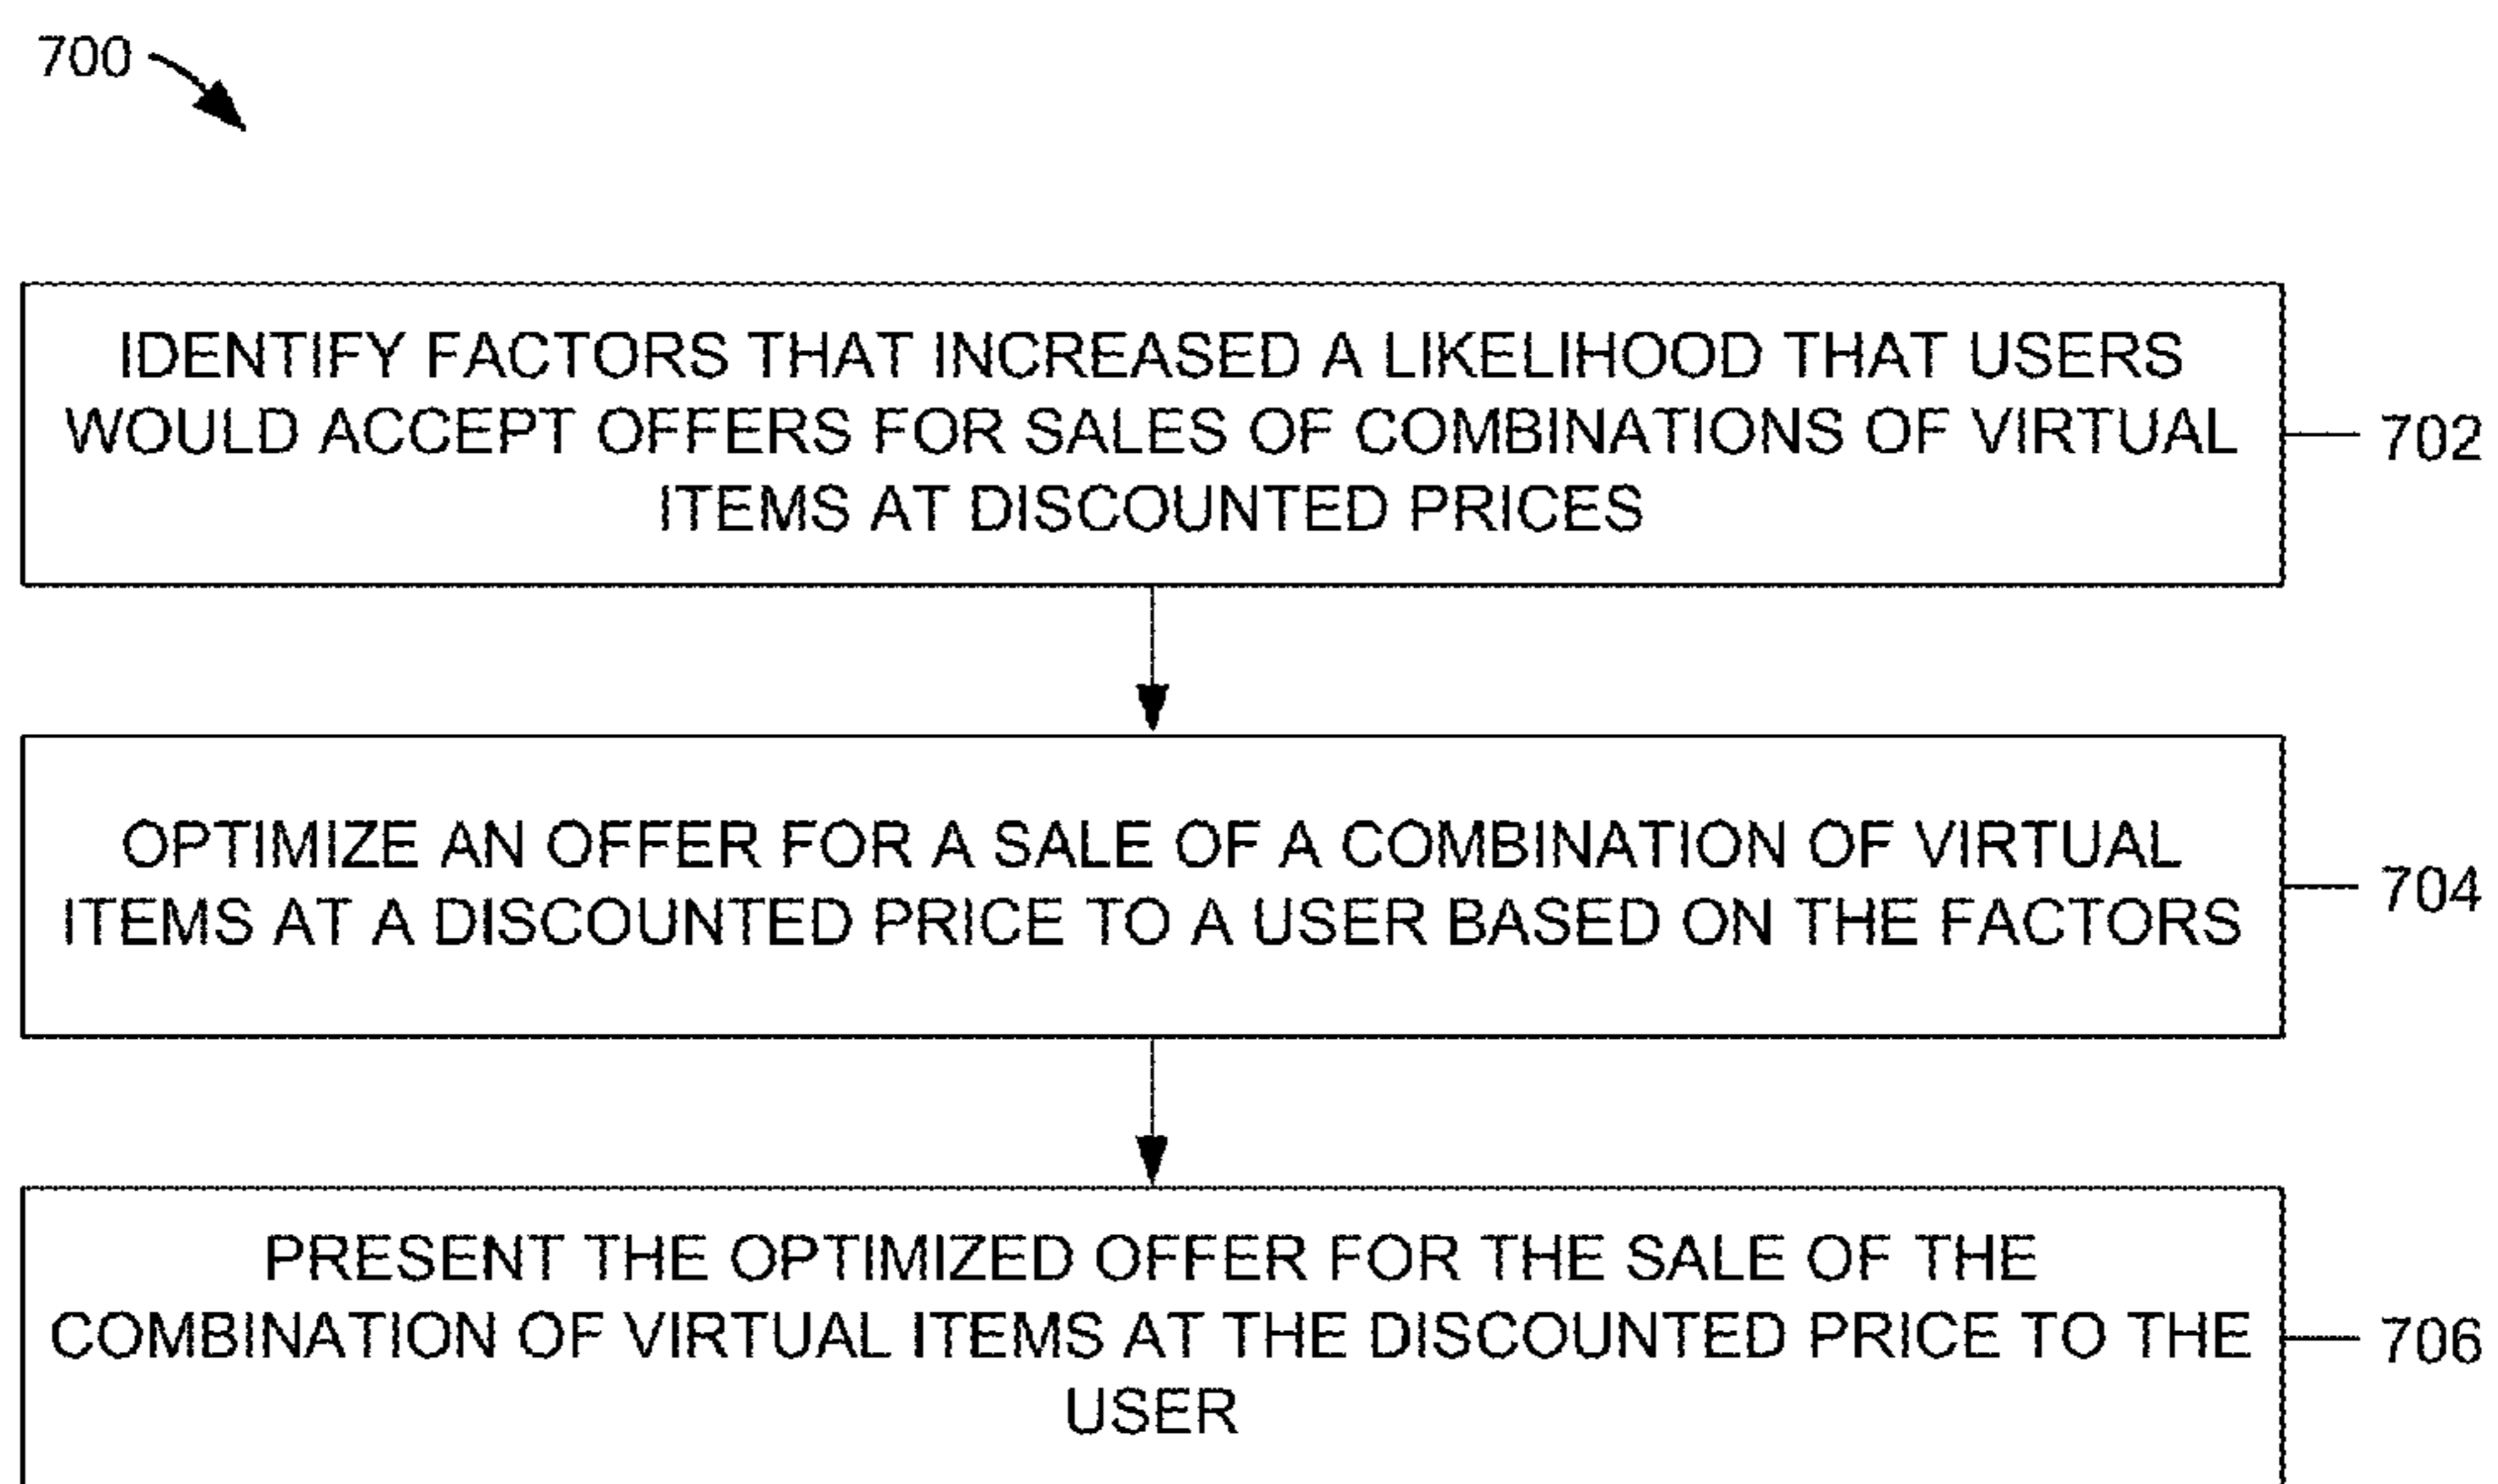 700
IDENTIFY FACTORS THAT INCREASED A LIKELIHOOD THAT USERS
WOULD ACCEPT OFFERS FOR SALES OF COMBINATIONS OF VIRTUAL
ITEMS AT DISCOUNTED PRICES
702
OPTIMIZE AN OFFER FOR A SALE OF A COMBINATION OF VIRTUAL
ITEMS AT A DISCOUNTED PRICE TO A USER BASED ON THE FACTORS
704
PRESENT THE OPTIMIZED OFFER FOR THE SALE OF THE
COMBINATION OF VIRTUAL ITEMS AT THE DISCOUNTED PRICE TO THE
USER
706